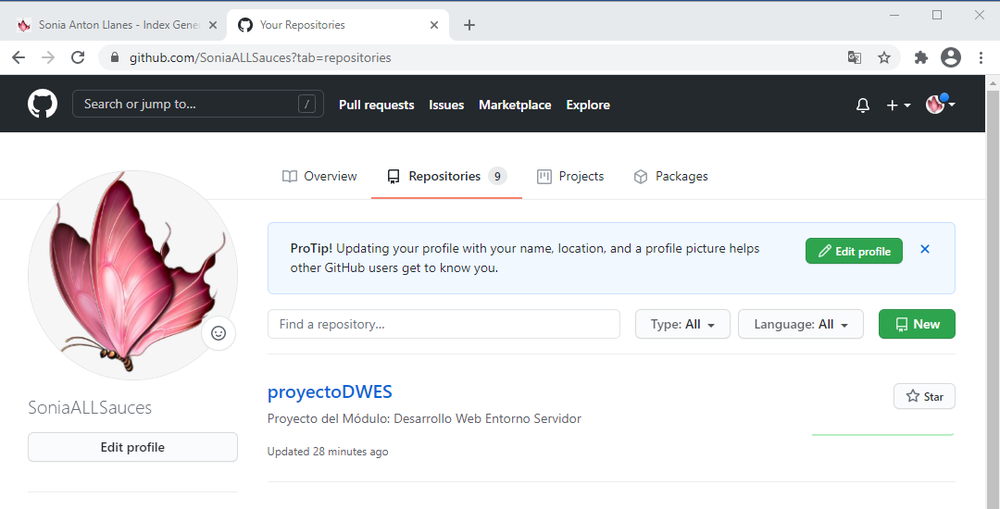 Sonia Anton Llanes - Index Gene
Your Repositories
github.com/SoniaALLSauces?tab=repositories
Search or jump to...
/
Pull requests
Issues
Marketplace
Explore
Overview
Repositories 9
Projects
Packages
ProTip! Updating your profile with your name, location, and a profile picture helps
other GitHub users get to know you.
Edit profile
Find a repository...
Type: All
Language: All
New
proyectoDWES
Star
Proyecto del Módulo: Desarrollo Web Entorno Servidor
Updated 28 minutes ago
SoniaALLSauces
Edit profile